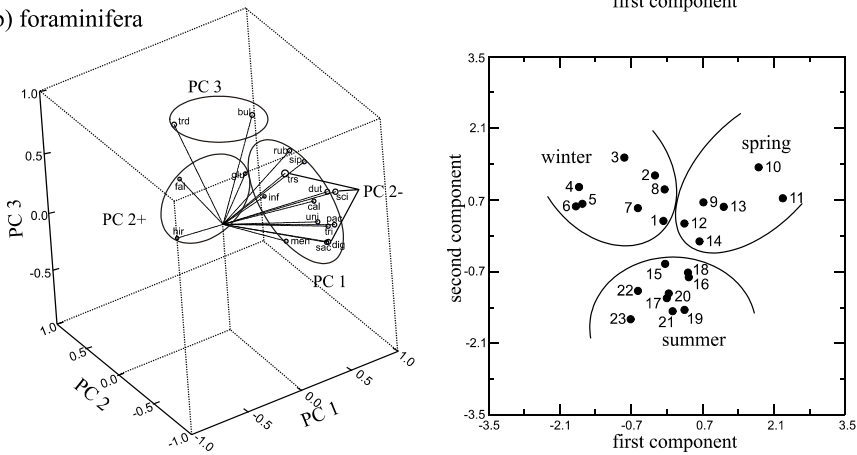 first component
b) foraminifera
1.0
0.5
0.0
-0.5
1.0
PC 3
0.5
0.0
-0.5
-1.0
PC 2
-1.0
-0.5
0.0
0.5
1.0
PC 1
PC 3
trd
bul
PC 2+
fal
glu
hir
rub
sip
trs
inf
dut
sci
cal
uni
pac
tri
men
sac
dig
PC 2-
PC 1
3.5
2.1
0.7
-0.7
-2.1
-3.5
second component
winter
spring
summer
3
2
4
8
5
6
7
1
10
11
9
13
12
14
15
18
16
22
20
17
21
19
23
-3.5
-2.1
-0.7
0.7
2.1
3.5
first component